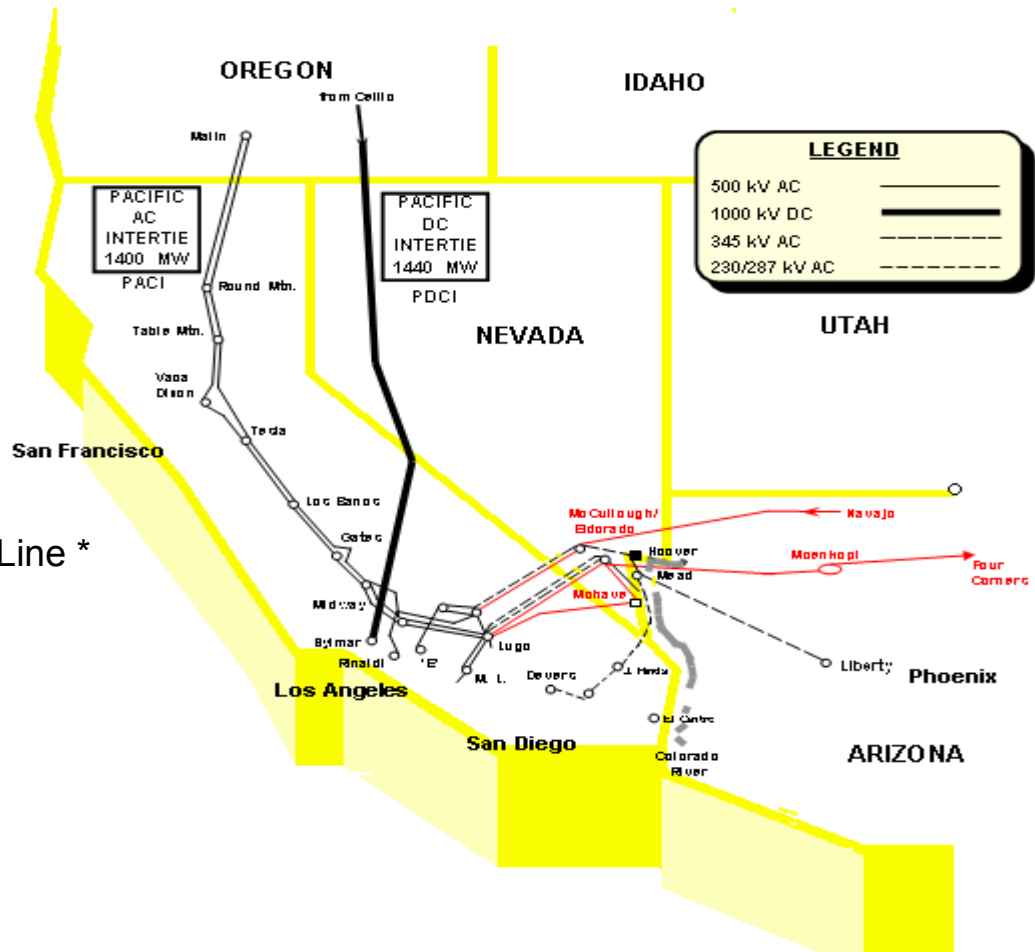 OREGON
IDAHO
from Celilo
Malin
LEGEND
500 kV AC
1000 kV DC
345 kV AC
230/287 kV AC
PACIFIC
AC
INTERTIE
1400 MW
PACI
PACIFIC
DC
INTERTIE
1440 MW
PDCI
Round Mtn.
Table Mtn.
NEVADA
UTAH
Vaca
Dixon
Tesla
San Francisco
Los Banos
McCullough/
Eldorado
Navajo
Line *
Gates
Hoover
Moenkopi
Mead
Four
Corners
Midway
Mohave
Sylmar
Rinaldi
Lugo
Los Angeles
M. L.
Devers
J. Hinds
Liberty
Phoenix
San Diego
El Centro
Colorado
River
ARIZONA